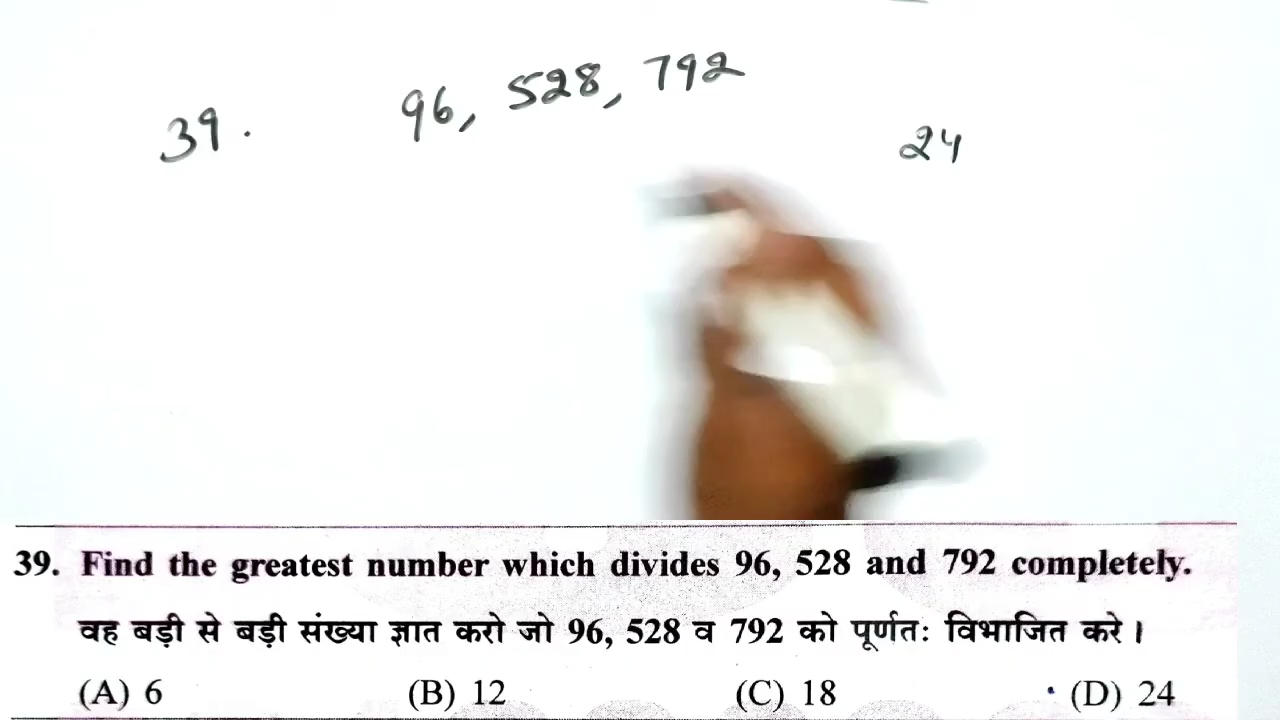 39. 96, 528, 792
24
39. Find the greatest number which divides 96, 528 and 792 completely.
वह बड़ी से बड़ी संख्या ज्ञात करो जो 96, 528 व 792 को पूर्णतः विभाजित करे।
(A) 6 (B) 12 (C) 18 (D) 24